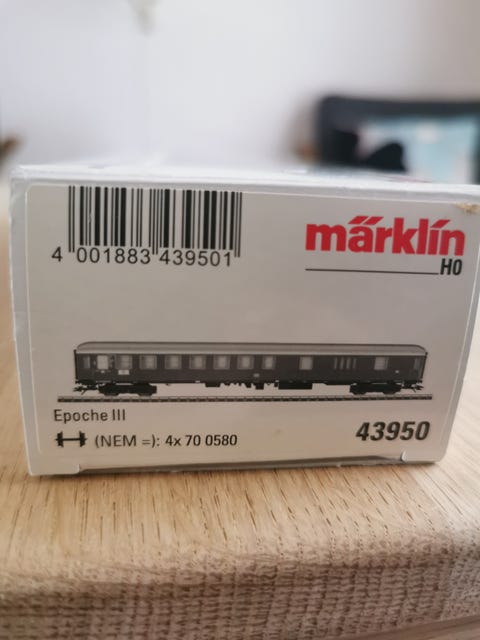 4 001883 439501
märklin
H0
Epoche III
(NEM =): 4x 70 0580
43950